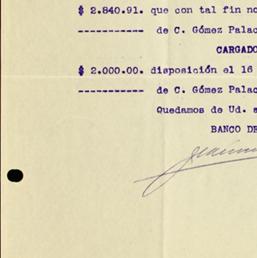 $ 2.840.91. que con tal fin no
----------- de C. Gómez Palac
CARGADO
$ 2.000.00. disposición el 16
----------- de C. Gómez Palac
Quedamos de Ud. a
BANCO DE